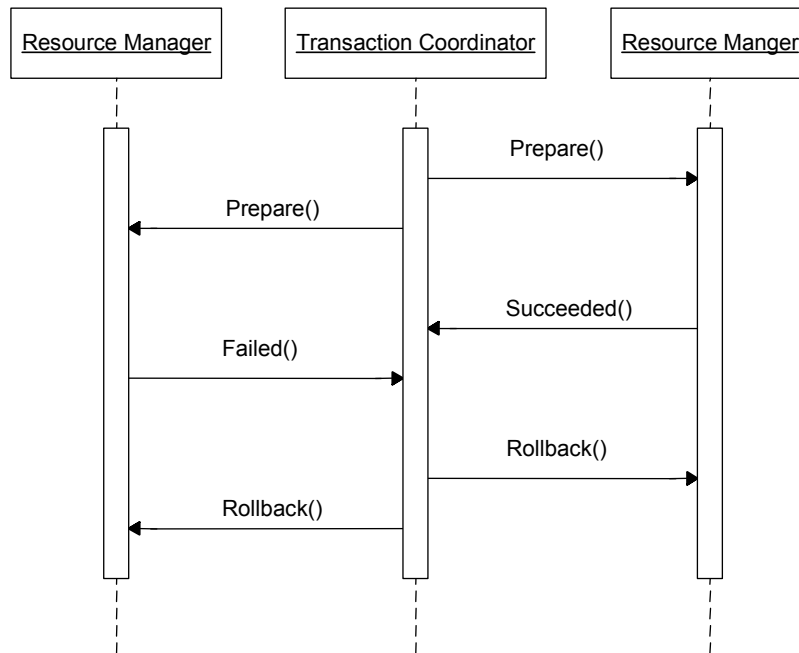 Resource Manager
Transaction Coordinator
Resource Manger
Prepare()
Prepare()
Succeeded()
Failed()
Rollback()
Rollback()